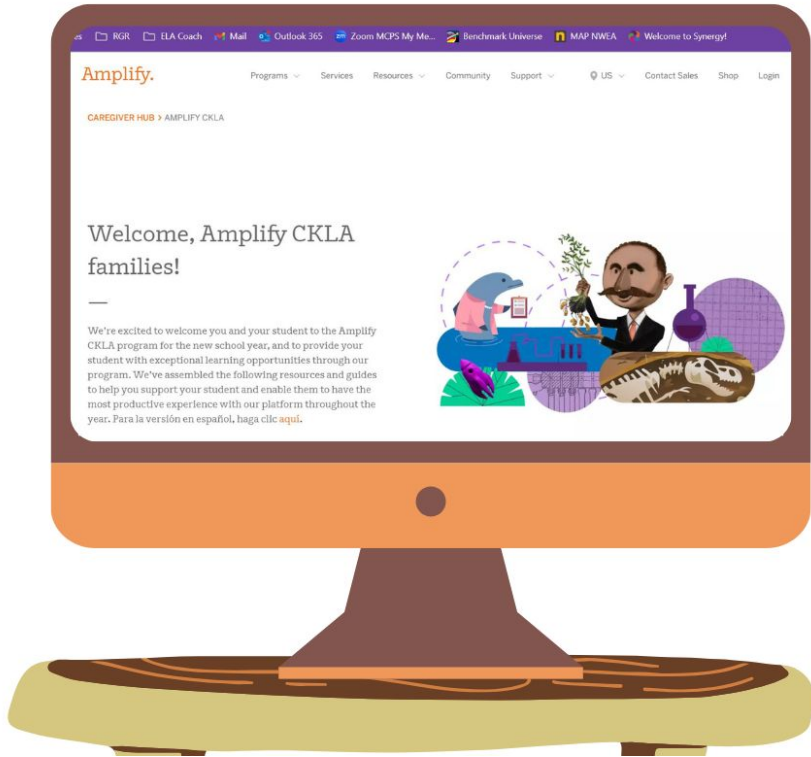 RGR ELA Coach Mail Outlook 365 Zoom MCPS My Me... Benchmark Universe MAP NWEA Welcome to Synergy!
Amplify. Programs Services Resources Community Support US Contact Sales Shop Login
CAREGIVER HUB > AMPLIFY CKLA
Welcome, Amplify CKLA
families!
We're excited to welcome you and your student to the Amplify
CKLA program for the new school year, and to provide your
student with exceptional learning opportunities through our
program. We've assembled the following resources and guides
to help you support your student and enable them to have the
most productive experience with our platform throughout the
year. Para la versión en español, haga clic aquí.